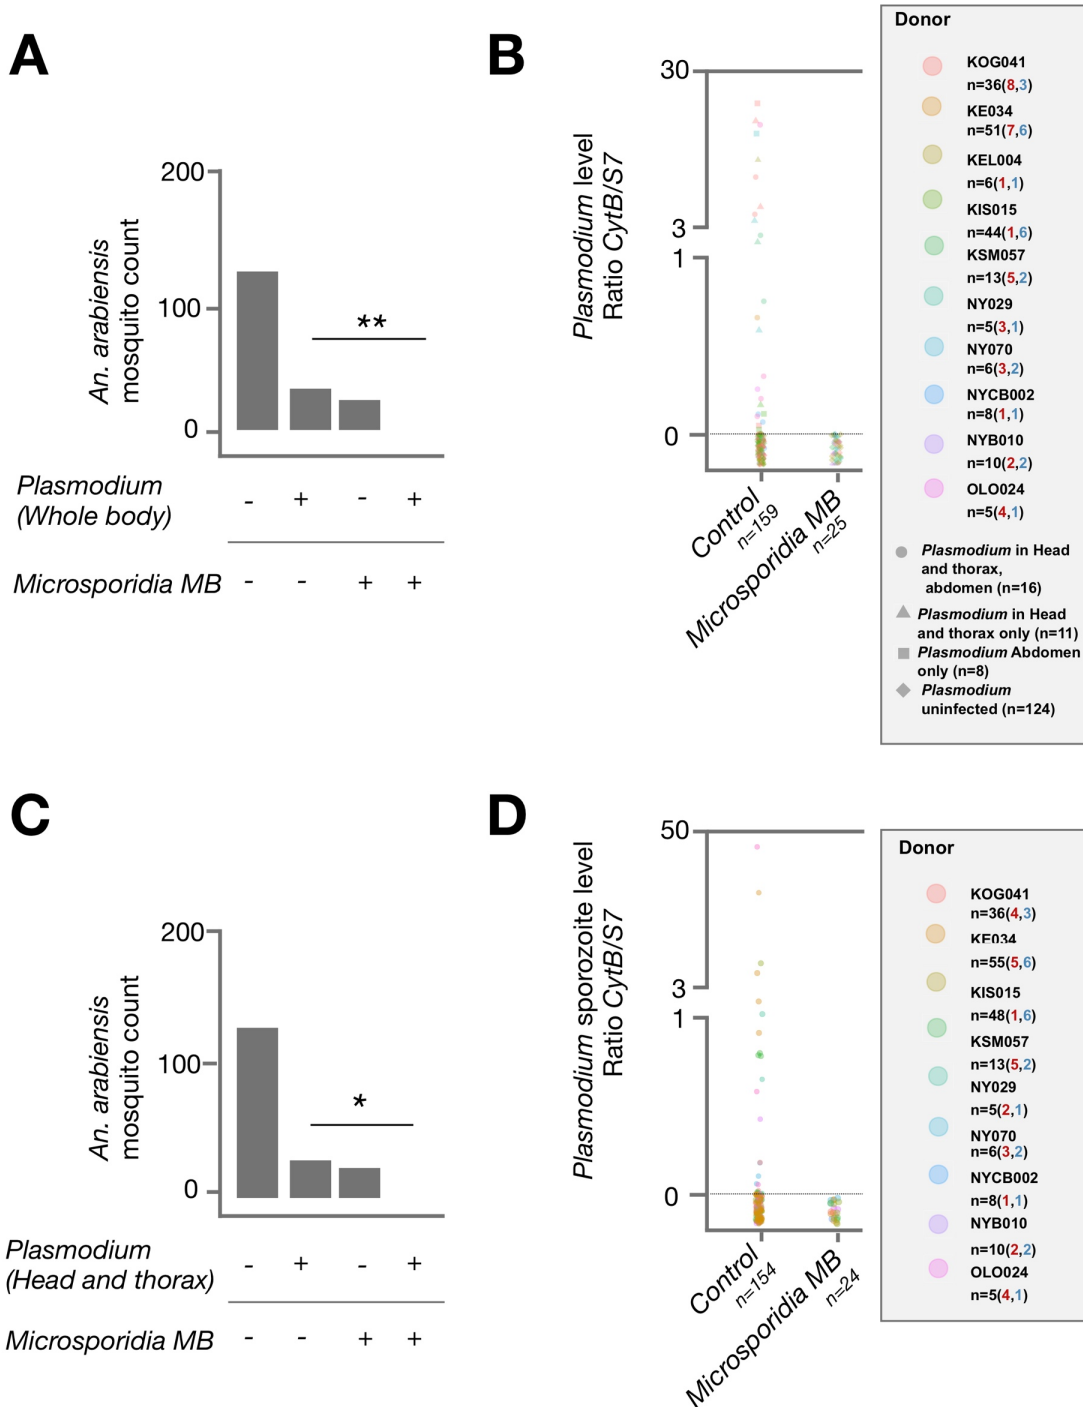 A
200
100
0
An. arabiensis
mosquito count
**
Plasmodium
(Whole body)
- + - +
Microsporidia MB
- - + +
B
30
3
1
0
Plasmodium level
Ratio CytB/S7
Control
n=159
Microsporidia MB
n=25
Donor
KOG041
n=36(8,3)
KE034
n=51(7,6)
KEL004
n=6(1,1)
KIS015
n=44(1,6)
KSM057
n=13(5,2)
NY029
n=5(3,1)
NY070
n=6(3,2)
NYCB002
n=8(1,1)
NYB010
n=10(2,2)
OLO024
n=5(4,1)
Plasmodium in Head
and thorax,
abdomen (n=16)
Plasmodium in Head
and thorax only (n=11)
Plasmodium Abdomen
only (n=8)
Plasmodium
uninfected (n=124)
C
200
100
0
An. arabiensis
mosquito count
*
Plasmodium
(Head and thorax)
- + - +
Microsporidia MB
- - + +
D
50
3
1
0
Plasmodium sporozoite level
Ratio CytB/S7
Control
n=154
Microsporidia MB
n=24
Donor
KOG041
n=36(4,3)
KE034
n=55(5,6)
KIS015
n=48(1,6)
KSM057
n=13(5,2)
NY029
n=5(2,1)
NY070
n=6(3,2)
NYCB002
n=8(1,1)
NYB010
n=10(2,2)
OLO024
n=5(4,1)